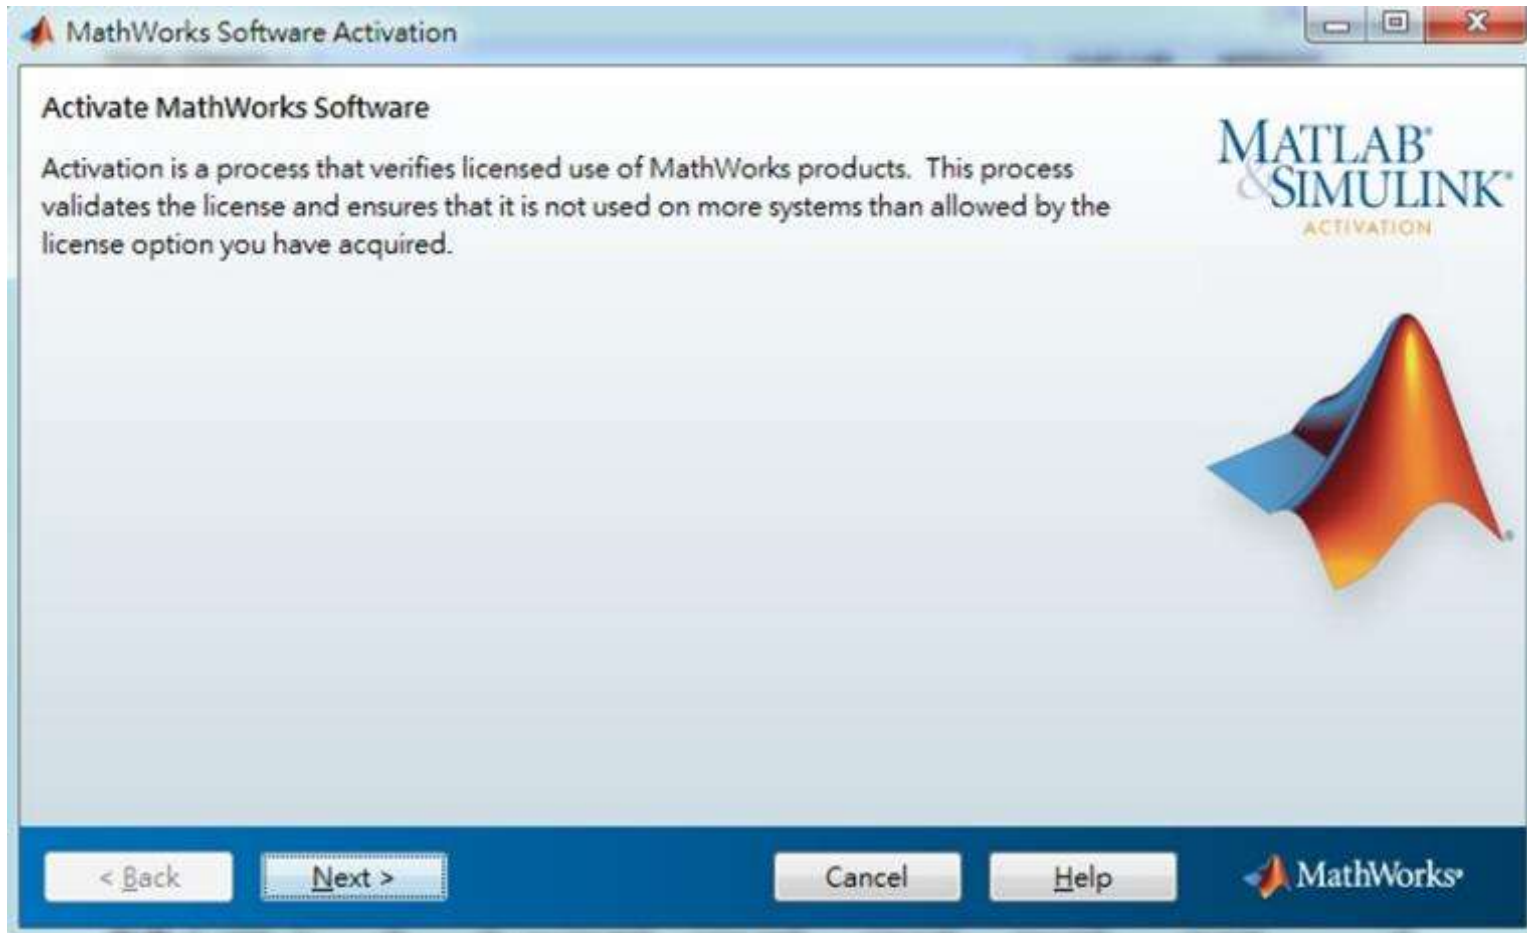 MathWorks Software Activation
Activate MathWorks Software
Activation is a process that verifies licensed use of MathWorks products. This process
validates the license and ensures that it is not used on more systems than allowed by the
license option you have acquired.
MATLAB®
&SIMULINK®
ACTIVATION
®
< Back
Next >
Cancel
Help
MathWorks®